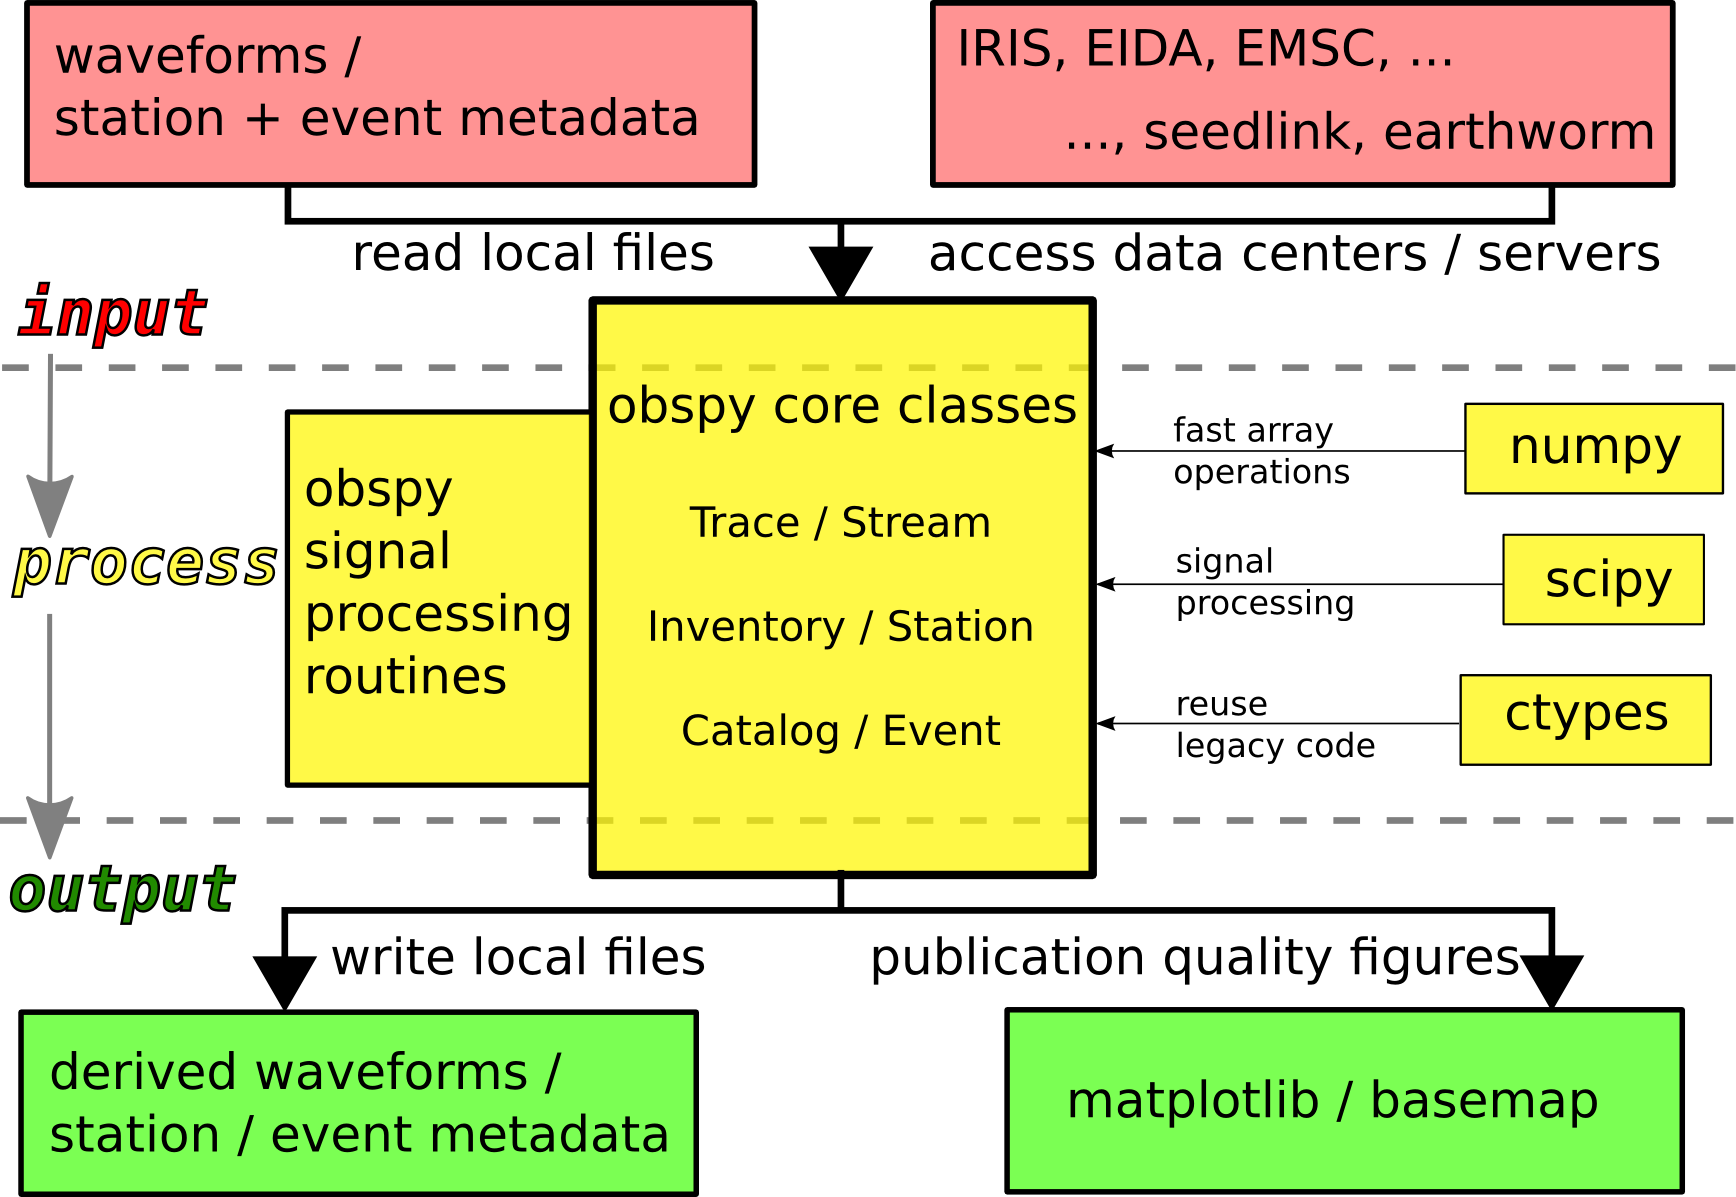 waveforms /
station + event metadata
IRIS, EIDA, EMSC, ...
..., seedlink, earthworm
read local files
access data centers / servers
input
obspy core classes
Trace / Stream
Inventory / Station
Catalog / Event
obspy
signal
processing
routines
process
fast array
operations
numpy
signal
processing
scipy
reuse
legacy code
ctypes
output
write local files
publication quality figures
derived waveforms /
station / event metadata
matplotlib / basemap